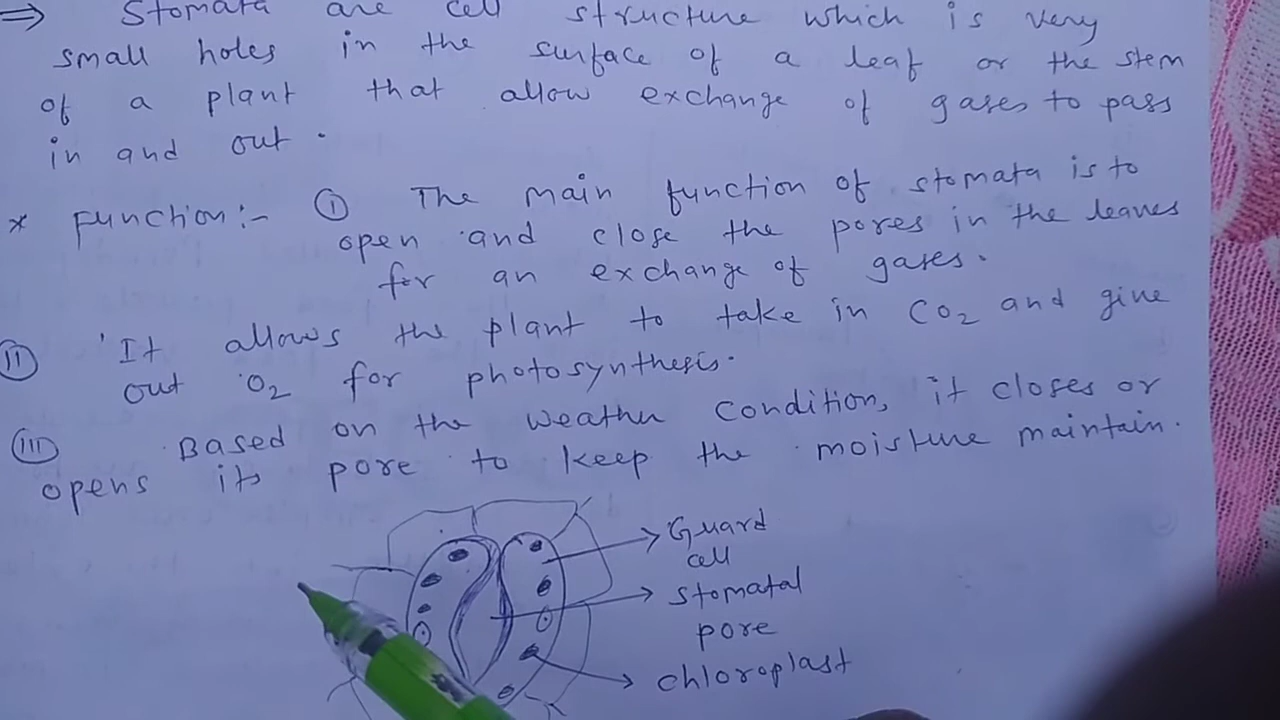 ⇒ Stomata are cell structure which is very
small holes in the surface of a leaf or the stem
of a plant that allow exchange of gases to pass
in and out.
* Function:- (I) The main function of stomata is to
open and close the pores in the leaves
for an exchange of gases.
(II) It allows the plant to take in CO₂ and give
out O₂ for photosynthesis.
(III) Based on the weather condition, it closes or
opens its pore to keep the moisture maintain.
Guard
cell
Stomatal
pore
chloroplast